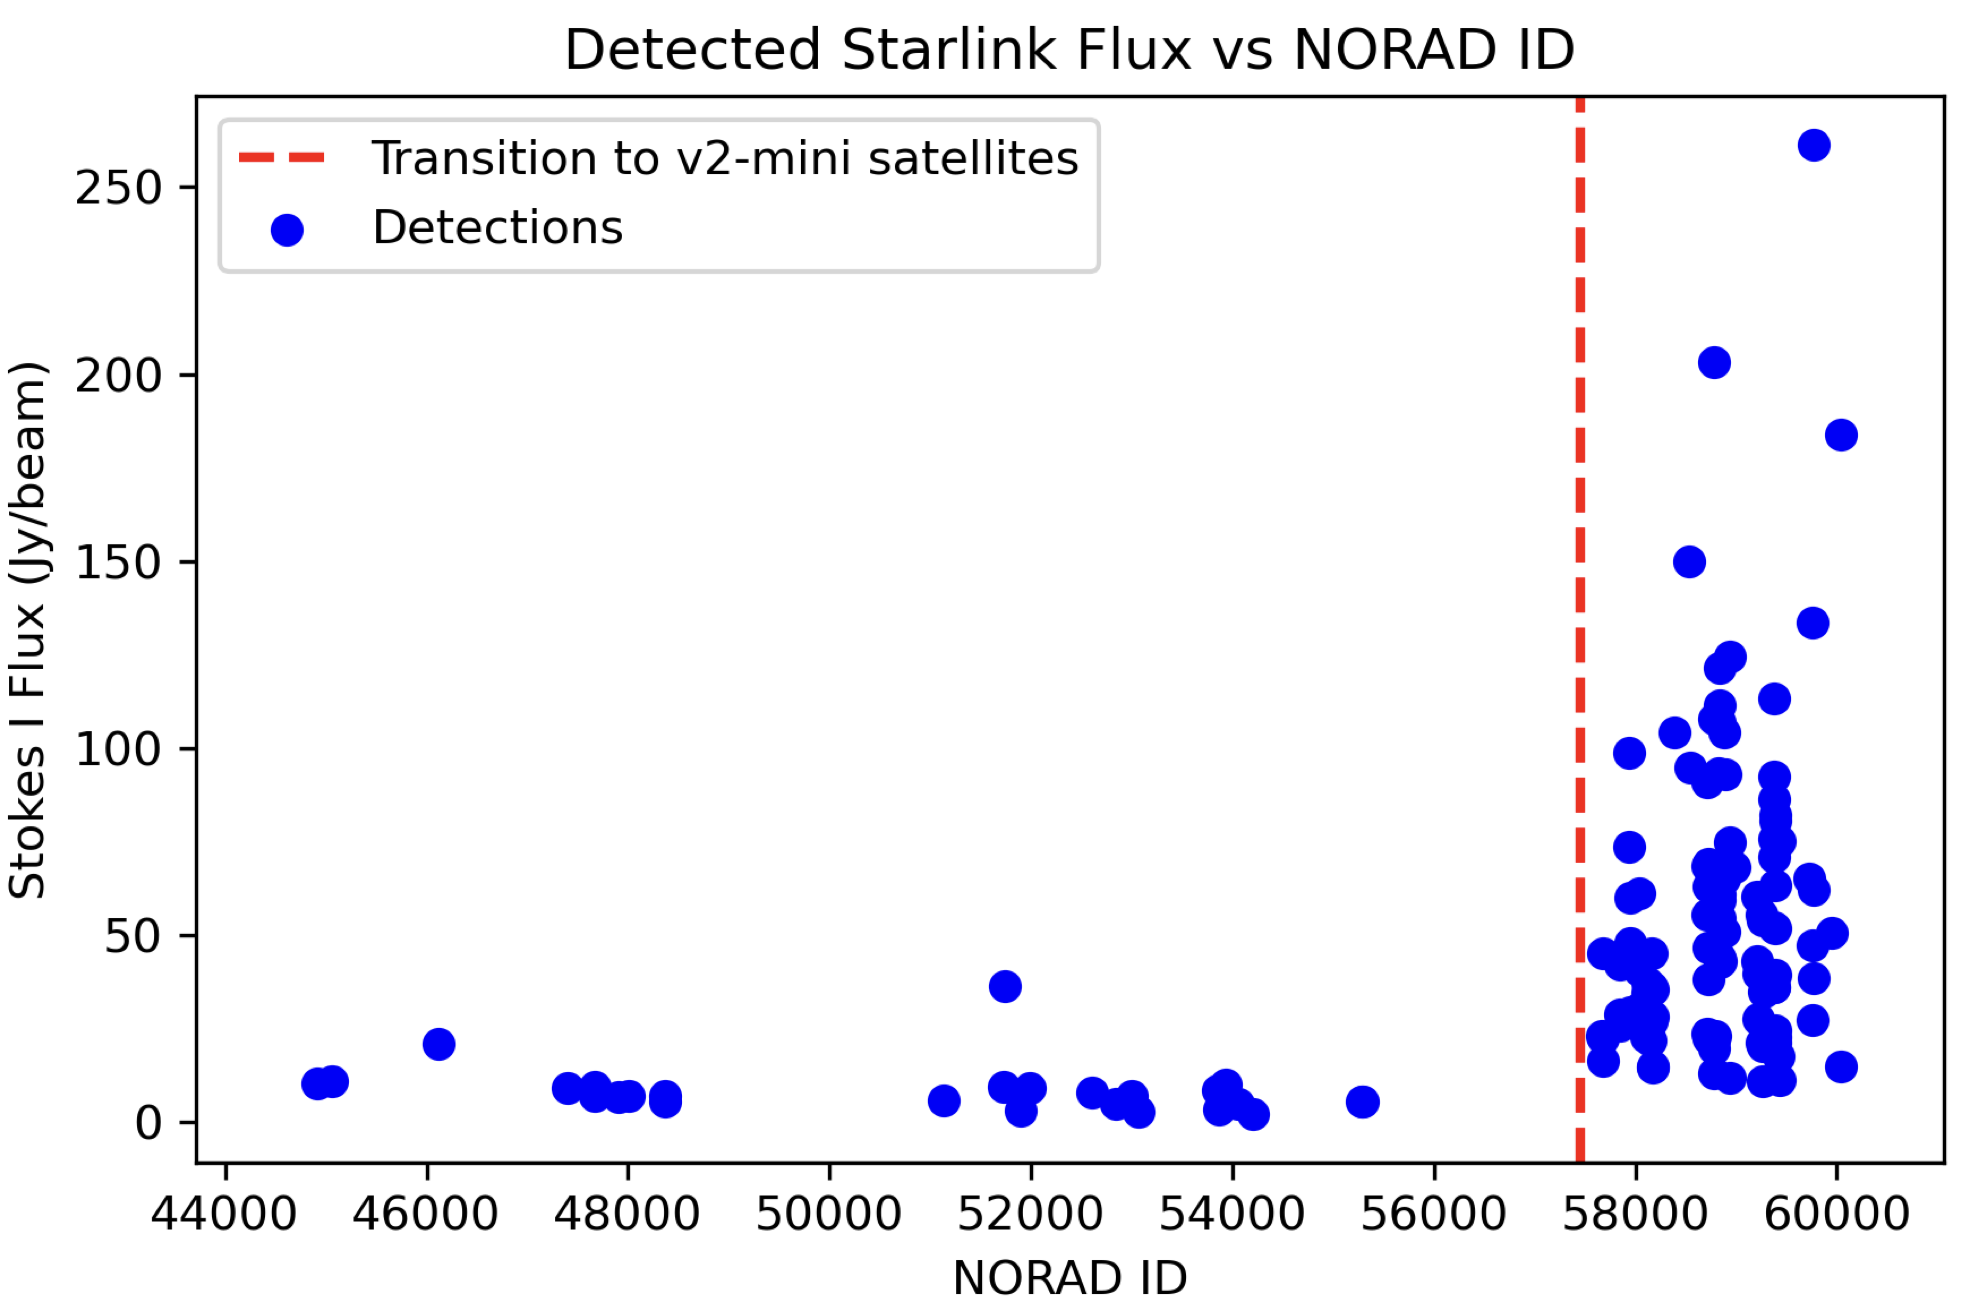 Detected Starlink Flux vs NORAD ID
Transition to v2-mini satellites
Detections
Stokes I Flux (Jy/beam)
250
200
150
100
50
0
44000 46000 48000 50000 52000 54000 56000 58000 60000
NORAD ID